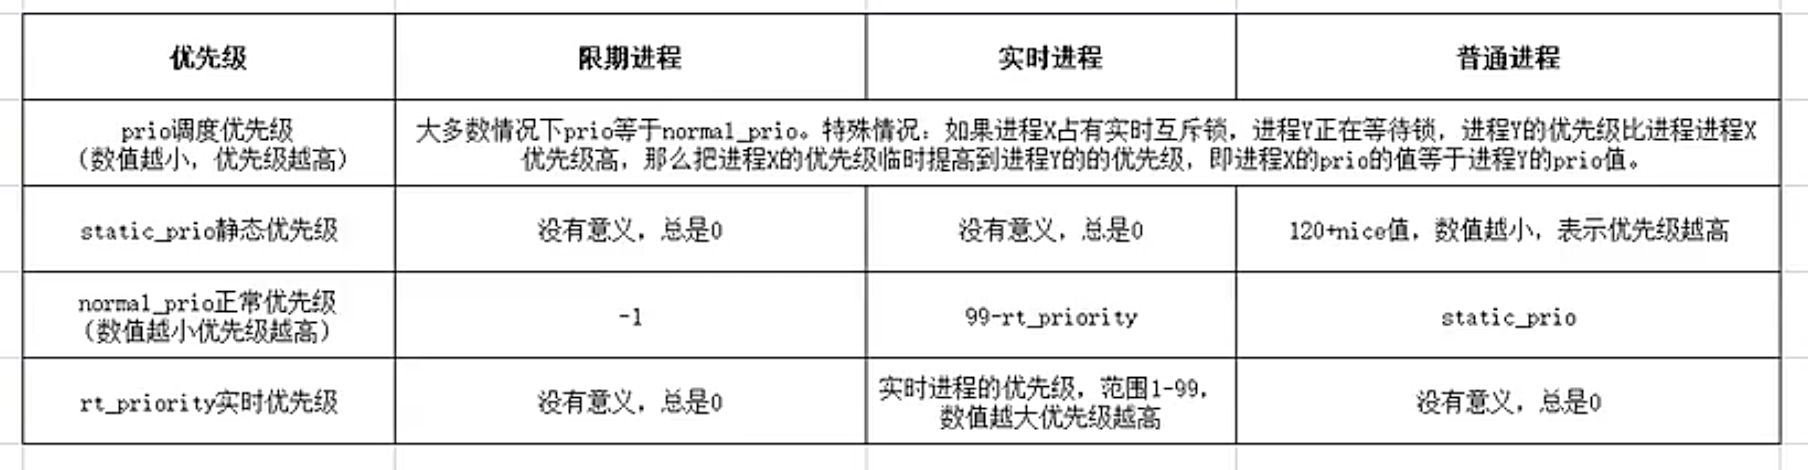 优先级
限期进程
实时进程
普通进程
prio调度优先级
（数值越小，优先级越高）
大多数情况下prio等于normal_prio。特殊情况：如果进程X占有实时互斥锁，进程Y正在等待锁，进程Y的优先级比进程进程X
优先级高，那么把进程X的优先级临时提高到进程Y的的优先级，即进程X的prio的值等于进程Y的prio值。
static_prio静态优先级
没有意义，总是0
没有意义，总是0
120+nice值，数值越小，表示优先级越高
normal_prio正常优先级
（数值越小优先级越高）
-1
99-rt_priority
static_prio
rt_priority实时优先级
没有意义，总是0
实时进程的优先级，范围1-99，
数值越大优先级越高
没有意义，总是0